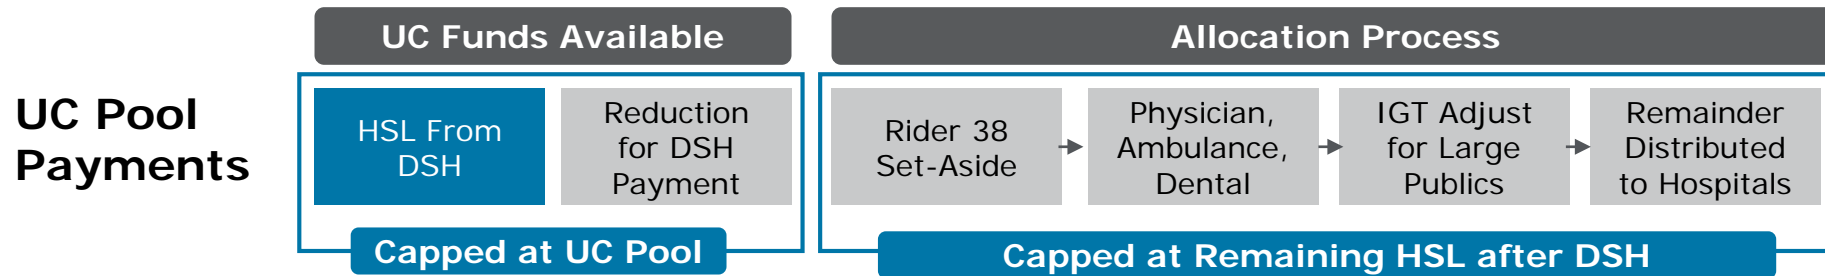 UC Pool
Payments
UC Funds Available
HSL From
DSH
Reduction
for DSH
Payment
Capped at UC Pool
Allocation Process
Rider 38
Set-Aside
Physician,
Ambulance,
Dental
IGT Adjust
for Large
Publics
Remainder
Distributed
to Hospitals
Capped at Remaining HSL after DSH